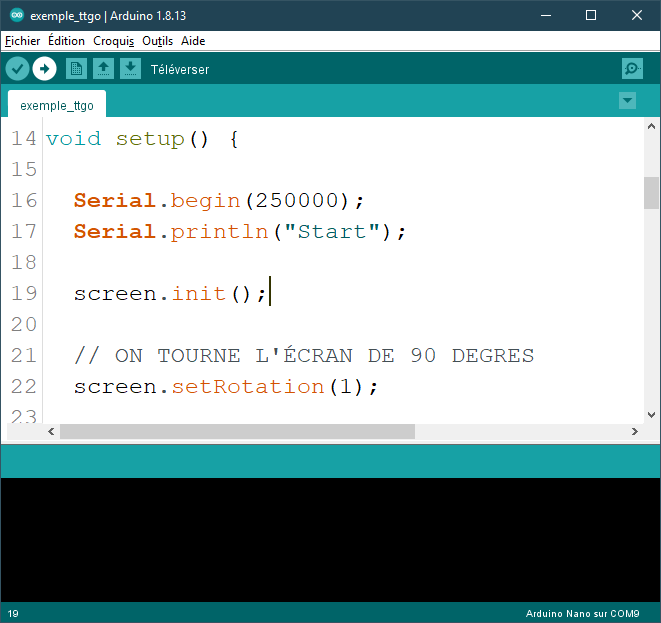 exemple_ttgo | Arduino 1.8.13
Fichier Édition Croquis Outils Aide
Téléverser
exemple_ttgo
14 void setup() {
15
16 Serial.begin(250000);
17 Serial.println("Start");
18
19 screen.init();
20
21 // ON TOURNE L'ÉCRAN DE 90 DEGRES
22 screen.setRotation(1);
23
19 Arduino Nano sur COM9